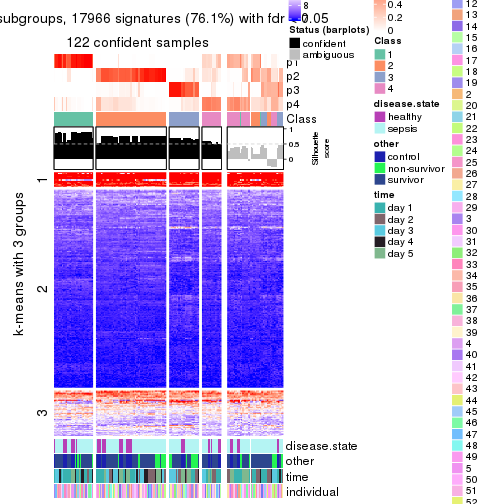 subgroups, 17966 signatures (76.1%) with fdr < 0.05
122 confident samples
p1
p2
p3
p4
Class
1
0.5
0
Silhouette
score
k-means with 3 groups
1
2
3
disease.state
other
time
individual
8
0
Status (barplots)
confident
ambiguous
0.4
0.2
0
Class
1
2
3
4
disease.state
healthy
sepsis
other
control
non-survivor
survivor
time
day 1
day 2
day 3
day 4
day 5
12
13
14
15
16
17
18
19
2
20
21
22
23
24
25
26
27
28
29
3
30
31
32
33
34
35
36
37
38
39
4
40
41
42
43
44
45
46
47
48
49
5
50
51